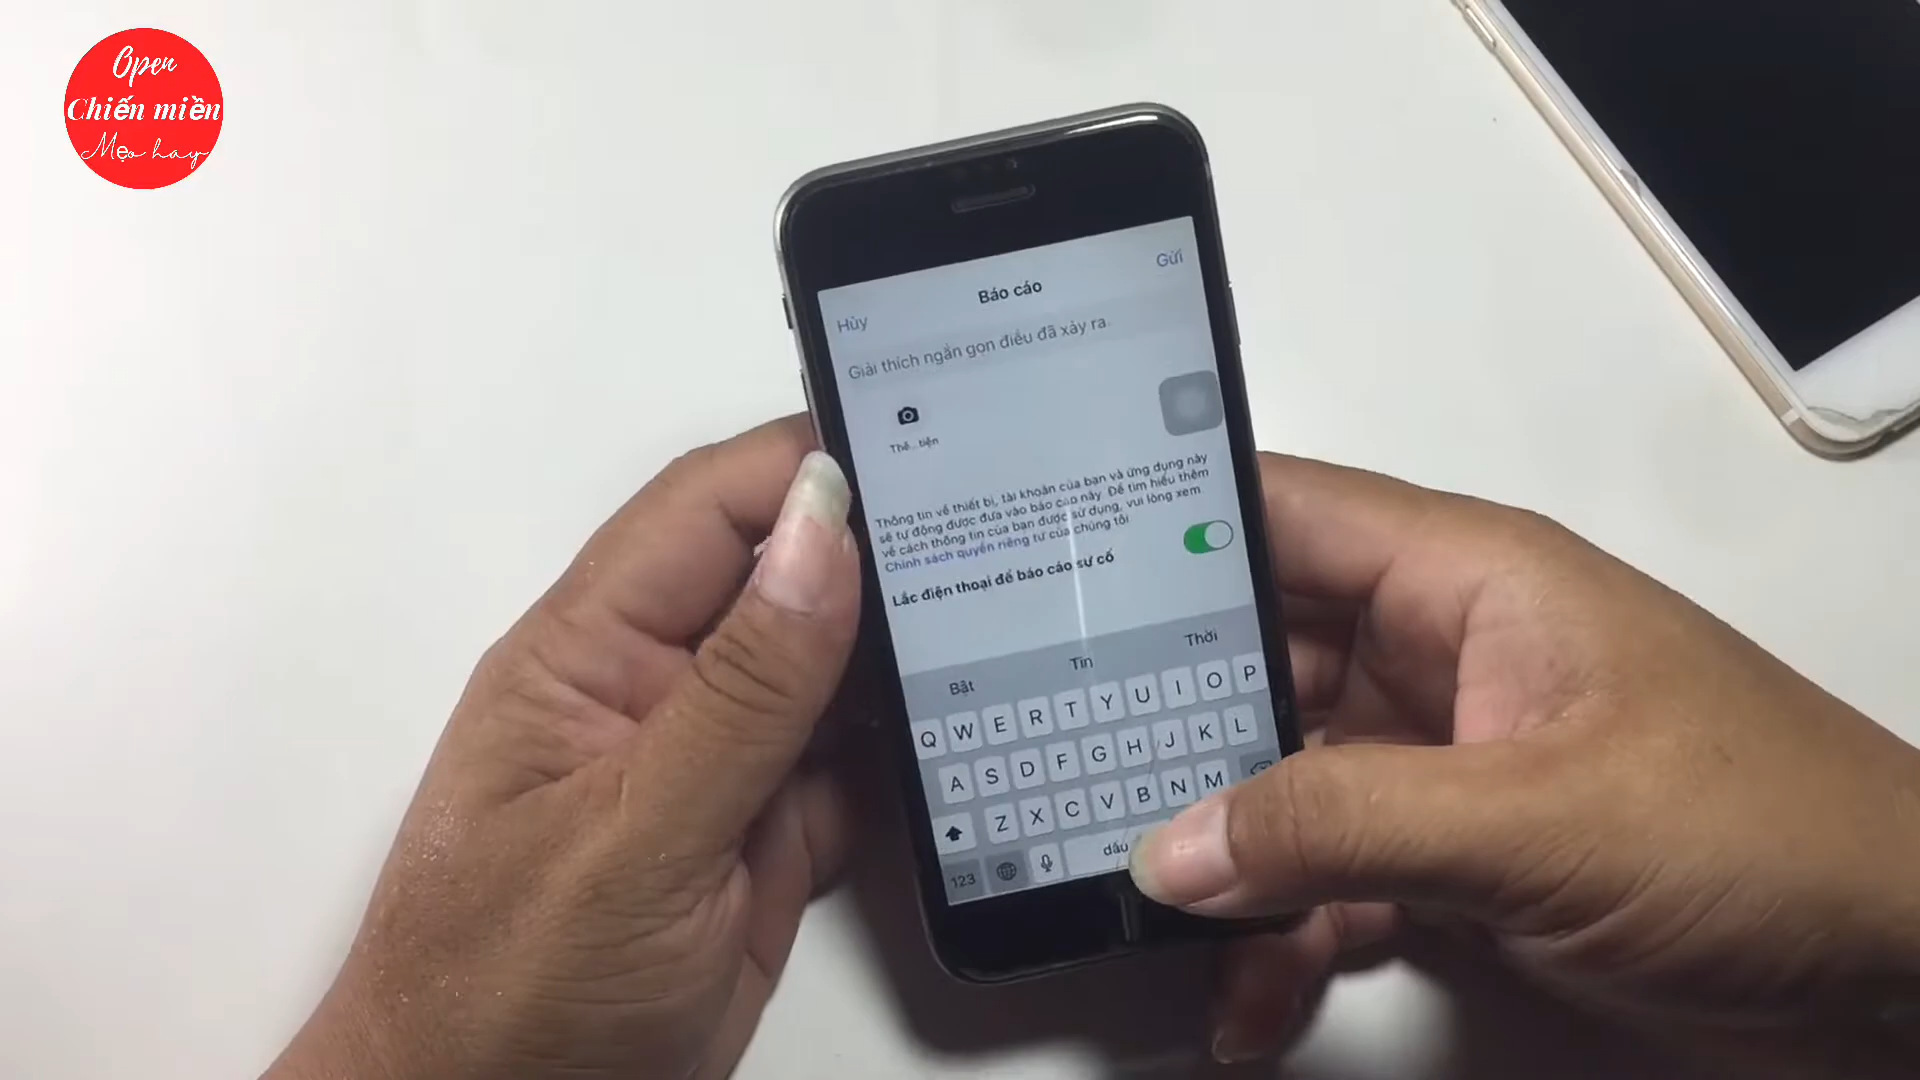 Open
Chiến miền
Mẹo hay
Hủy
Báo cáo
Gửi
Giải thích ngắn gọn điều đã xảy ra.
Thê...tiện
Thông tin về thiết bị, tài khoản của bạn và ứng dụng này
sẽ tự động được đưa vào báo cáo này. Để tìm hiểu thêm
về cách thông tin của bạn được sử dụng, vui lòng xem
Chính sách quyền riêng tư của chúng tôi
Lắc điện thoại để báo cáo sự cố
Bật
Tin
Thời
Q W E R T Y U I O P
A S D F G H J K L
Z X C V B N M
123
dấu